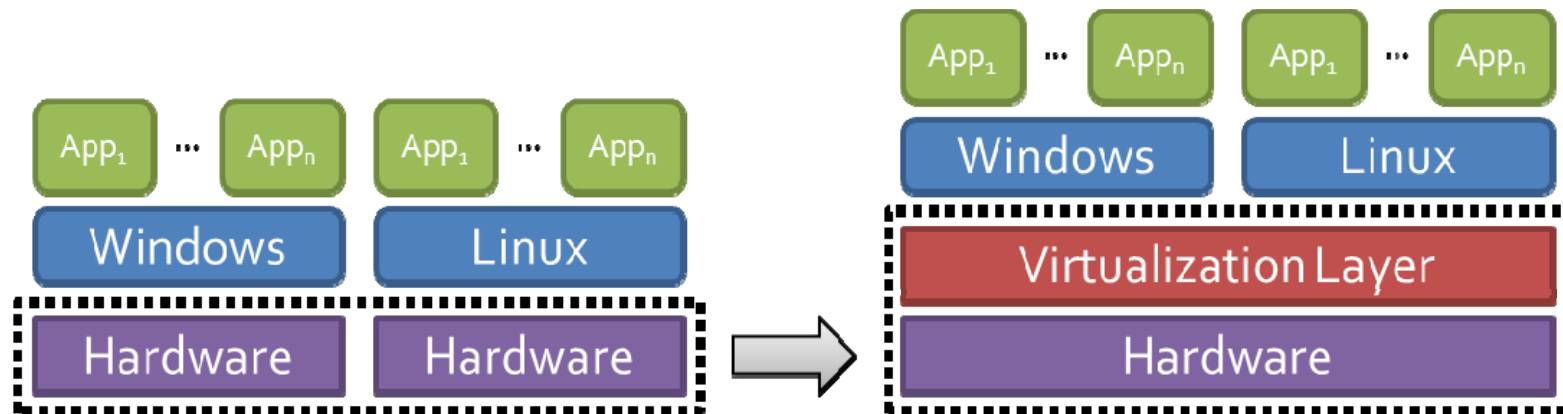 App₁ ... Appₙ App₁ ... Appₙ
Windows Linux
Hardware Hardware
App₁ ... Appₙ App₁ ... Appₙ
Windows Linux
Virtualization Layer
Hardware